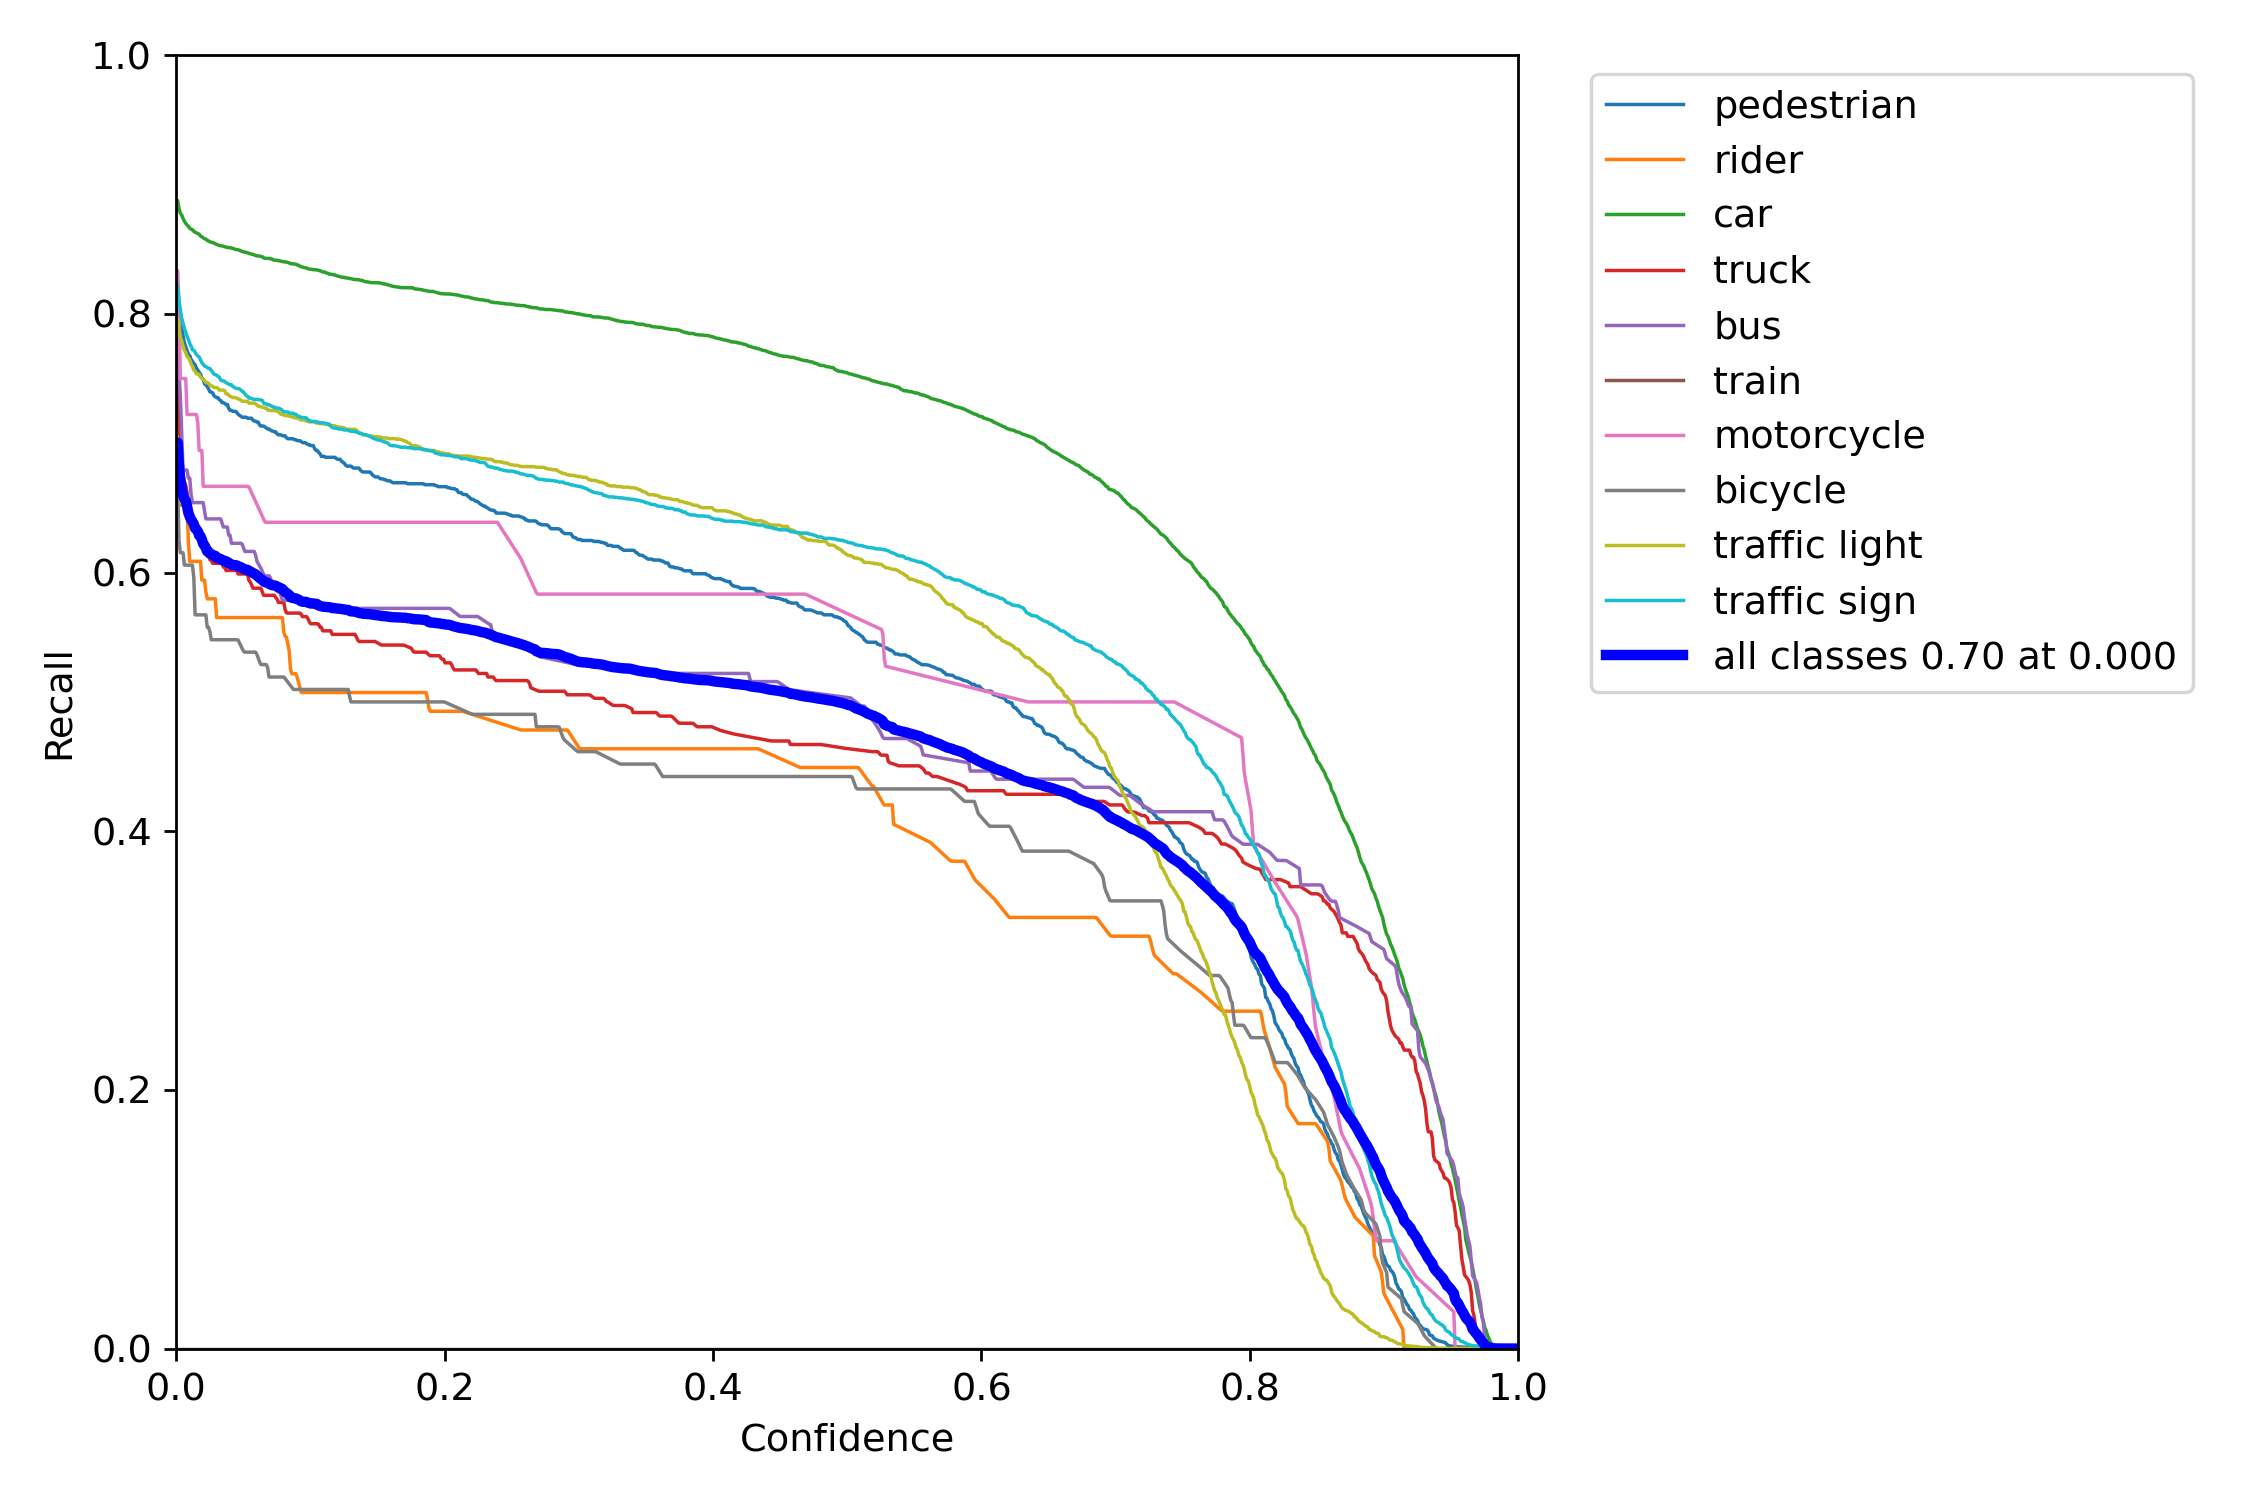 1.0
0.8
0.6
0.4
0.2
0.0
Recall
0.0 0.2 0.4 0.6 0.8 1.0
Confidence
pedestrian
rider
car
truck
bus
train
motorcycle
bicycle
traffic light
traffic sign
all classes 0.70 at 0.000